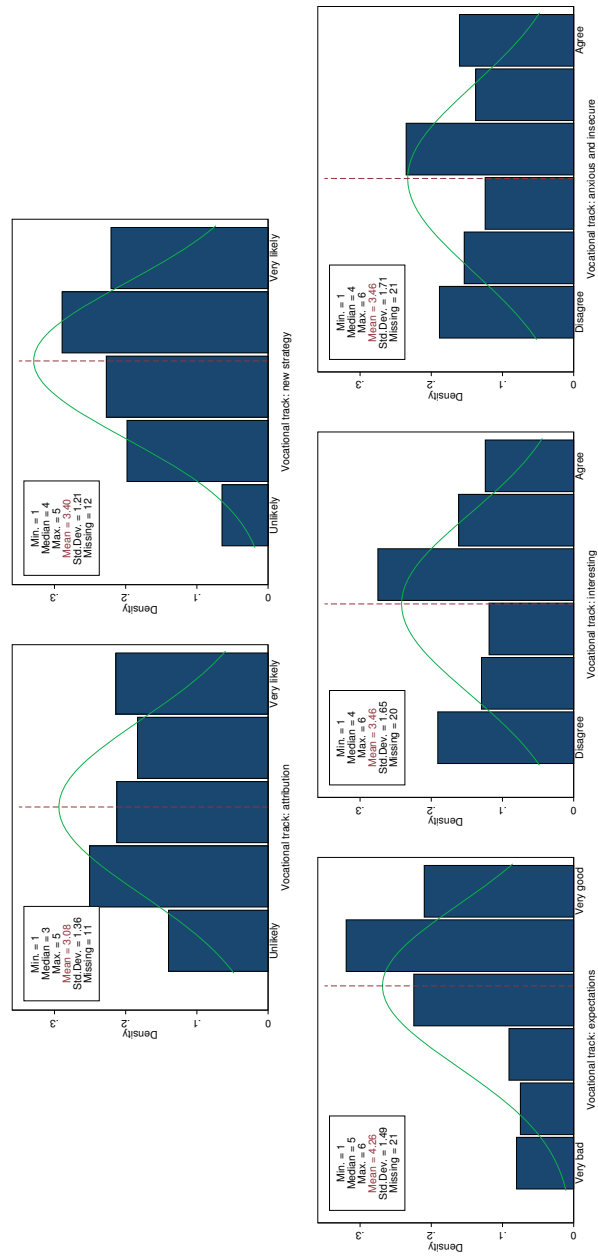 Min. = 1
Median = 3
Max. = 5
Mean = 3.08
Std.Dev. = 1.36
Missing = 11
.3
.2
.1
0
Density
Unlikely Very likely
Vocational track: attribution
Min. = 1
Median = 4
Max. = 5
Mean = 3.40
Std.Dev. = 1.21
Missing = 12
.3
.2
.1
0
Density
Unlikely Very likely
Vocational track: new strategy
Min. = 1
Median = 5
Max. = 6
Mean = 4.26
Std.Dev. = 1.49
Missing = 21
.3
.2
.1
0
Density
Very bad Very good
Vocational track: expectations
Min. = 1
Median = 4
Max. = 6
Mean = 3.46
Std.Dev. = 1.65
Missing = 20
.3
.2
.1
0
Density
Disagree Agree
Vocational track: interesting
Min. = 1
Median = 4
Max. = 6
Mean = 3.46
Std.Dev. = 1.71
Missing = 21
.3
.2
.1
0
Density
Disagree Agree
Vocational track: anxious and insecure